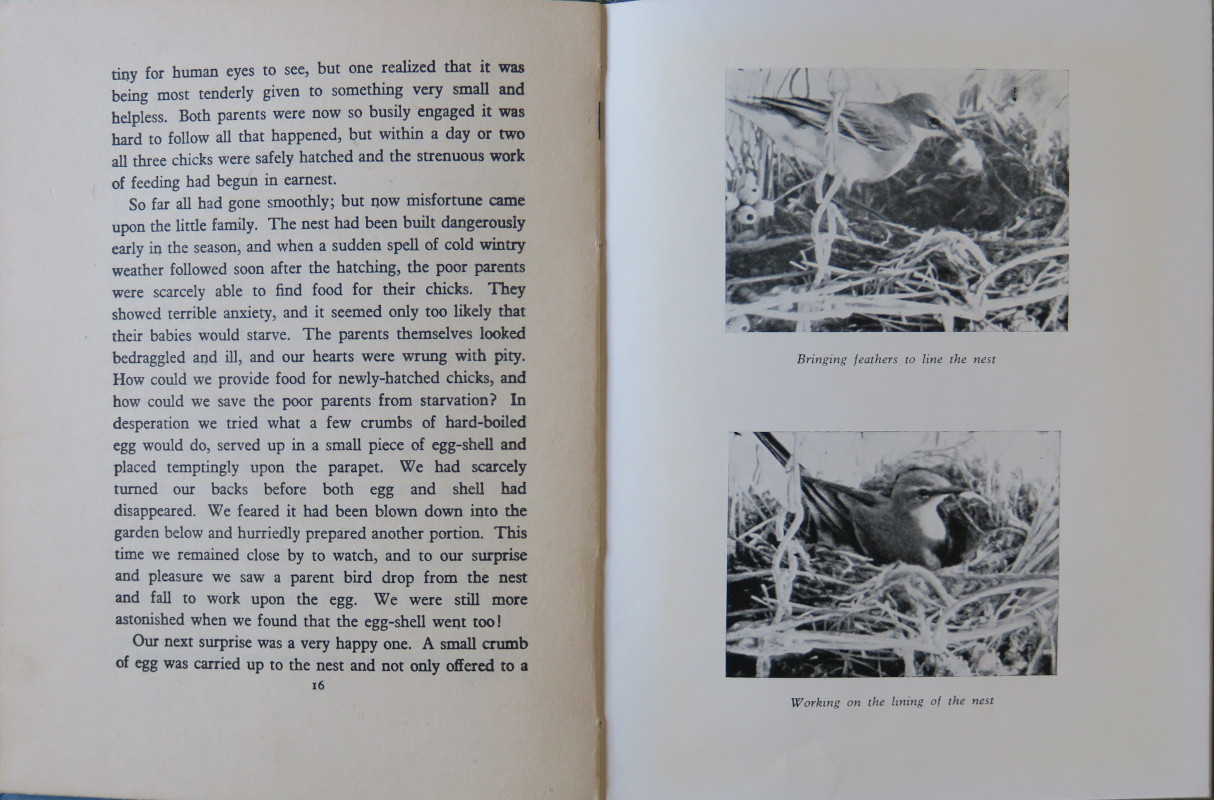 tiny for human eyes to see, but one realized that it was
being most tenderly given to something very small and
helpless. Both parents were now so busily engaged it was
hard to follow all that happened, but within a day or two
all three chicks were safely hatched and the strenuous work
of feeding had begun in earnest.
So far all had gone smoothly; but now misfortune came
upon the little family. The nest had been built dangerously
early in the season, and when a sudden spell of cold wintry
weather followed soon after the hatching, the poor parents
were scarcely able to find food for their chicks. They
showed terrible anxiety, and it seemed only too likely that
their babies would starve. The parents themselves looked
bedraggled and ill, and our hearts were wrung with pity.
How could we provide food for newly-hatched chicks, and
how could we save the poor parents from starvation? In
desperation we tried what a few crumbs of hard-boiled
egg would do, served up in a small piece of egg-shell and
placed temptingly upon the parapet. We had scarcely
turned our backs before both egg and shell had
disappeared. We feared it had been blown down into the
garden below and hurriedly prepared another portion. This
time we remained close by to watch, and to our surprise
and pleasure we saw a parent bird drop from the nest
and fall to work upon the egg. We were still more
astonished when we found that the egg-shell went too!
Our next surprise was a very happy one. A small crumb
of egg was carried up to the nest and not only offered to a
16
Bringing feathers to line the nest
Working on the lining of the nest